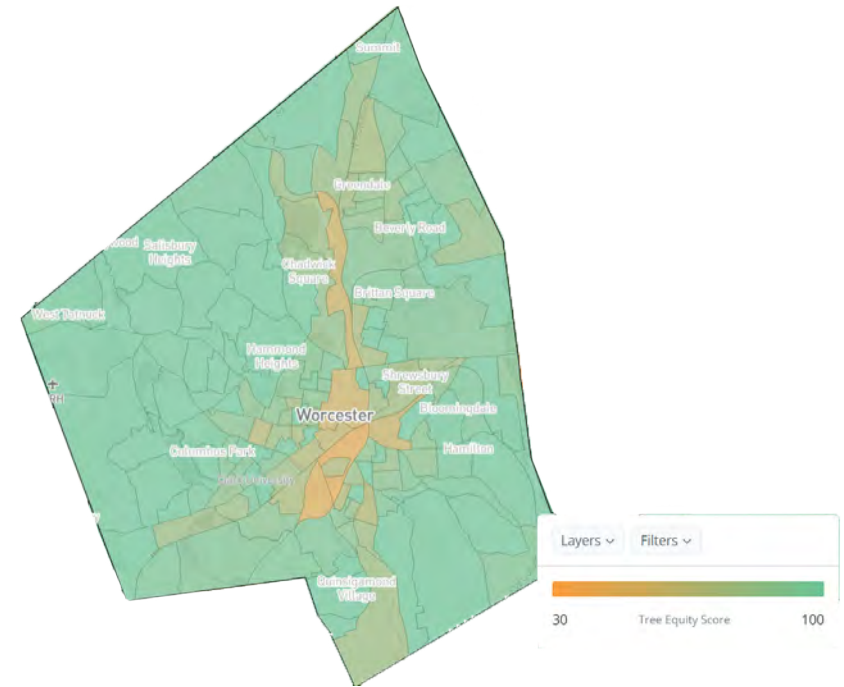 Summit
Greendale
Beverly Road
wood
Salisbury
Heights
Chadwick
Square
Brittan Square
West Tatnuck
Hammond
Heights
Shrewsbury
Street
Worcester
Bloomingdale
Columbus Park
Hamilton
Quinsigamond
Village
Layers
Filters
30 Tree Equity Score 100